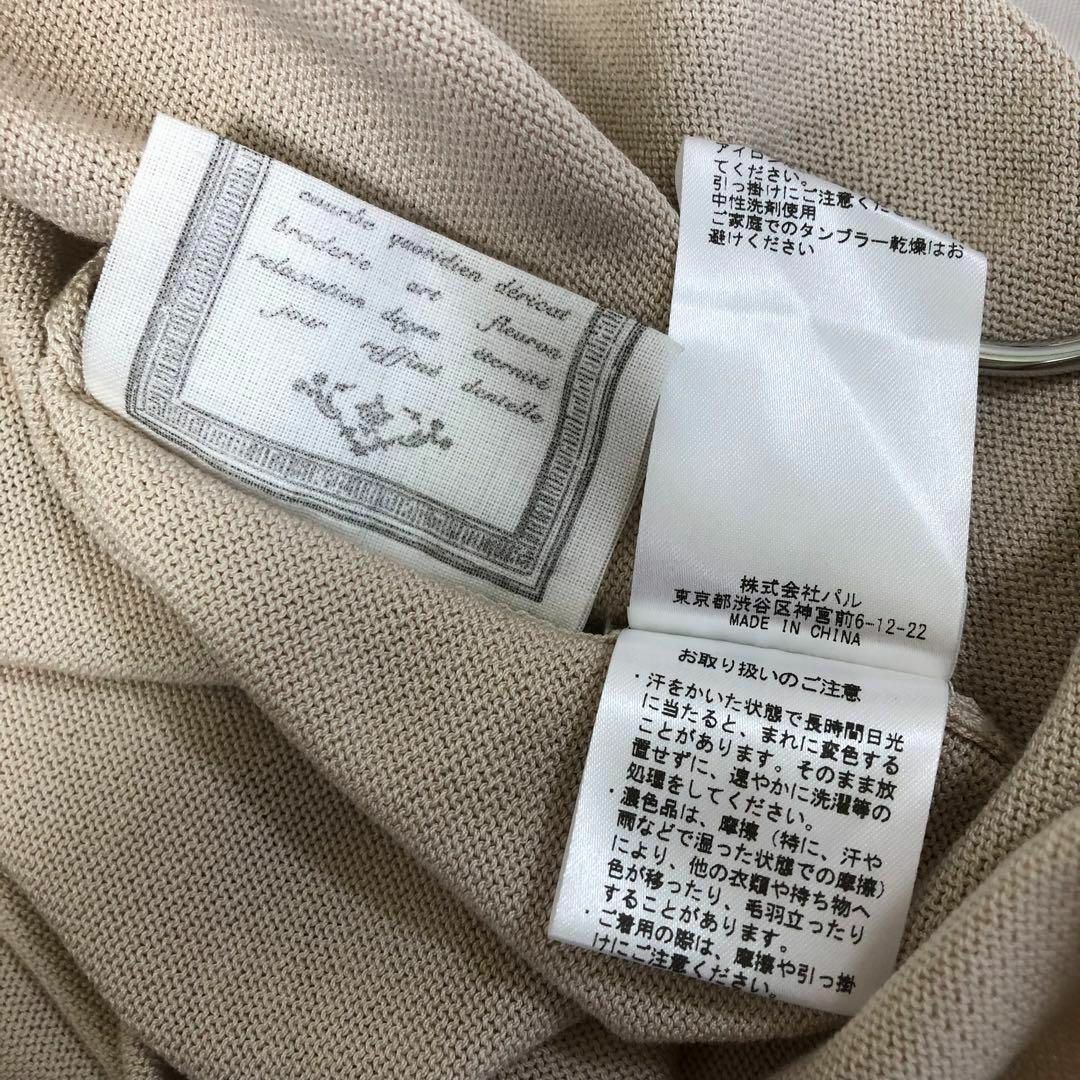 quotidien déricat
broderie art fleuron
relaxation digne éternité
jour raffiné dentelle
てください。
引っ掛けにご注意くだ
中性洗剤使用
ご家庭でのタンブラー乾燥はお
避けください
株式会社パル
東京都渋谷区神宮前6-12-22
MADE IN CHINA
お取り扱いのご注意
・汗をかいた状態で長時間日光
に当たると、まれに変色する
ことがあります。そのまま放
置せずに、速やかに洗濯等の
処理をしてください。
・濃色品は、摩擦（特に、汗や
雨などで湿った状態での摩擦）
により、他の衣類や持ち物へ
色が移ったり、毛羽立ったり
することがあります。
・ご着用の際は、摩擦や引っ掛
けにご注意ください。